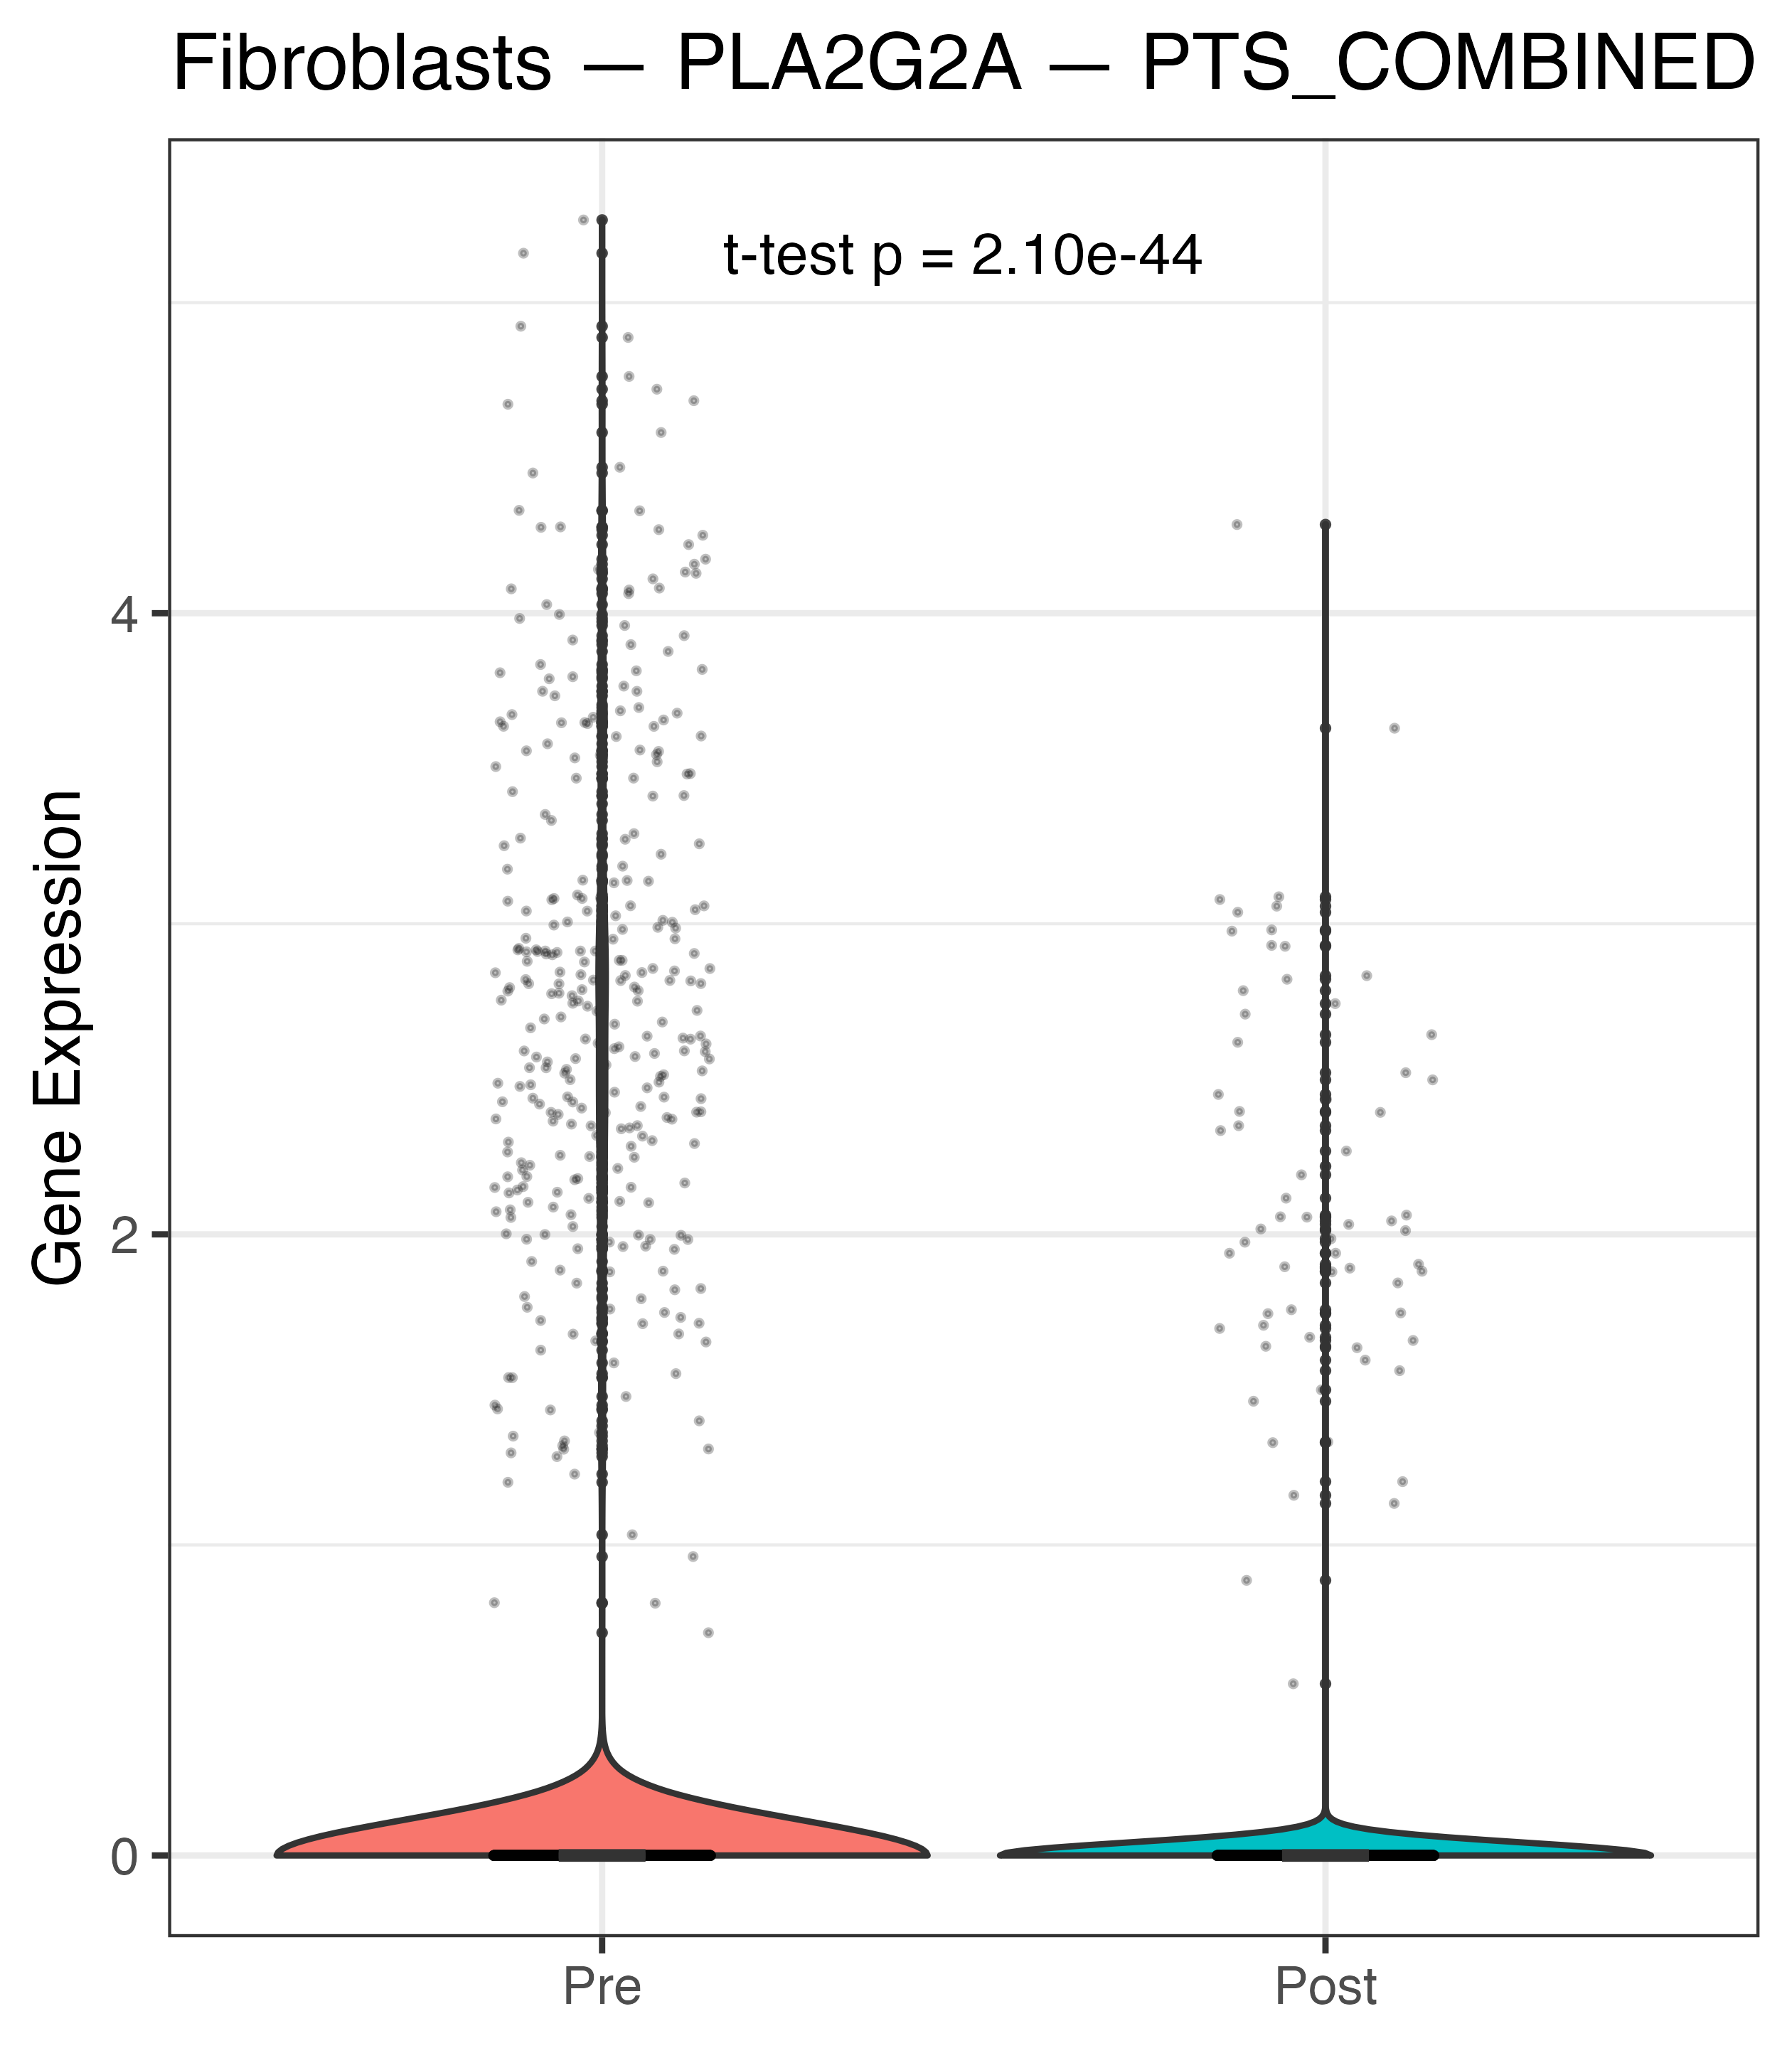 Fibroblasts — PLA2G2A — PTS_COMBINED
t-test p = 2.10e-44
Gene Expression
4
2
0
Pre
Post